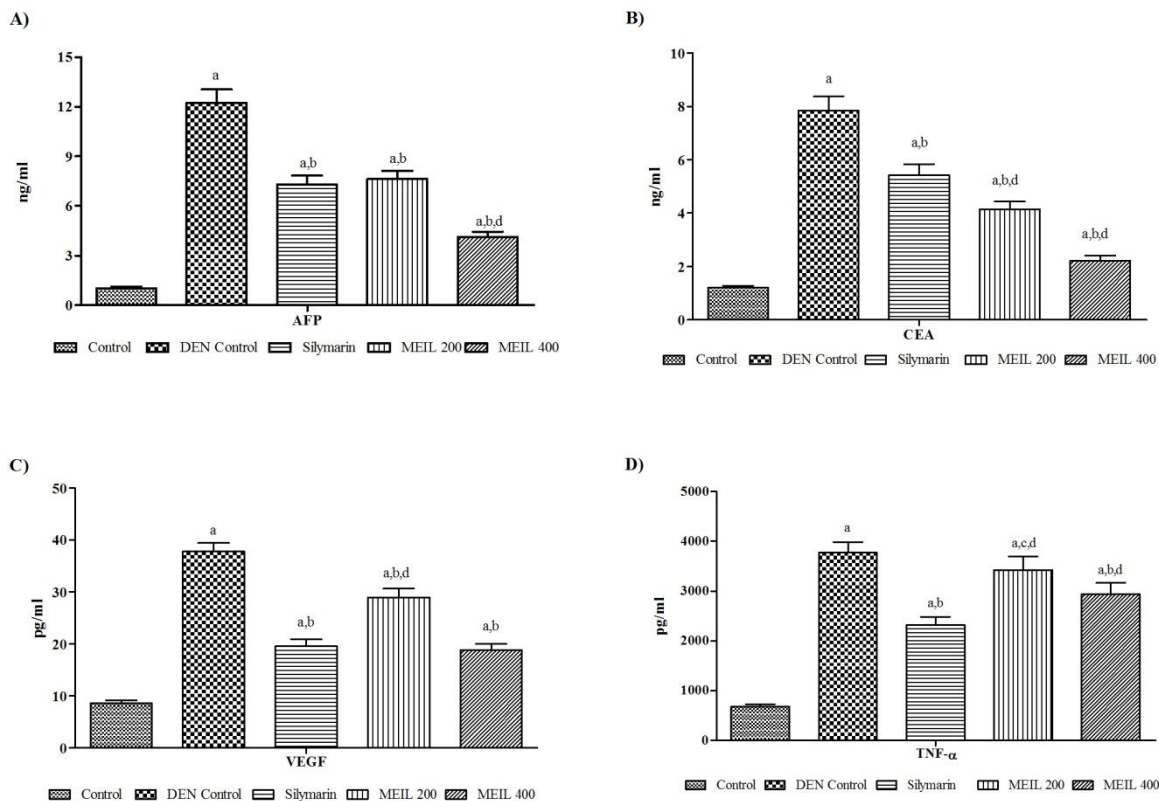 A)
15
12
9
6
3
0
ng/ml
a
a,b
a,b
a,b,d
AFP
Control DEN Control Silymarin MEIL 200 MEIL 400
B)
10
8
6
4
2
0
ng/ml
a
a,b
a,b,d
a,b,d
CEA
Control DEN Control Silymarin MEIL 200 MEIL 400
C)
50
40
30
20
10
0
pg/ml
a
a,b
a,b,d
a,b
VEGF
Control DEN Control Silymarin MEIL 200 MEIL 400
D)
5000
4000
3000
2000
1000
0
pg/ml
a
a,b
a,c,d
a,b,d
TNF-α
Control DEN Control Silymarin MEIL 200 MEIL 400